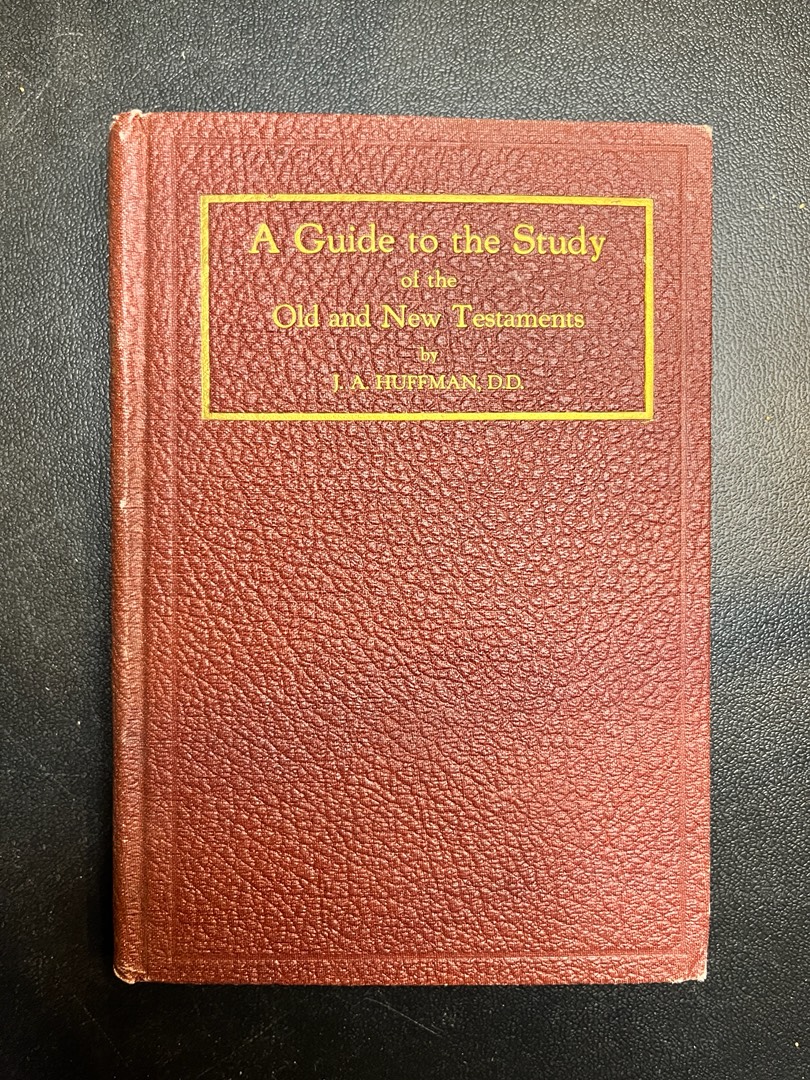 A Guide to the Study
of the
Old and New Testaments
by
J. A. HUFFMAN, D.D.